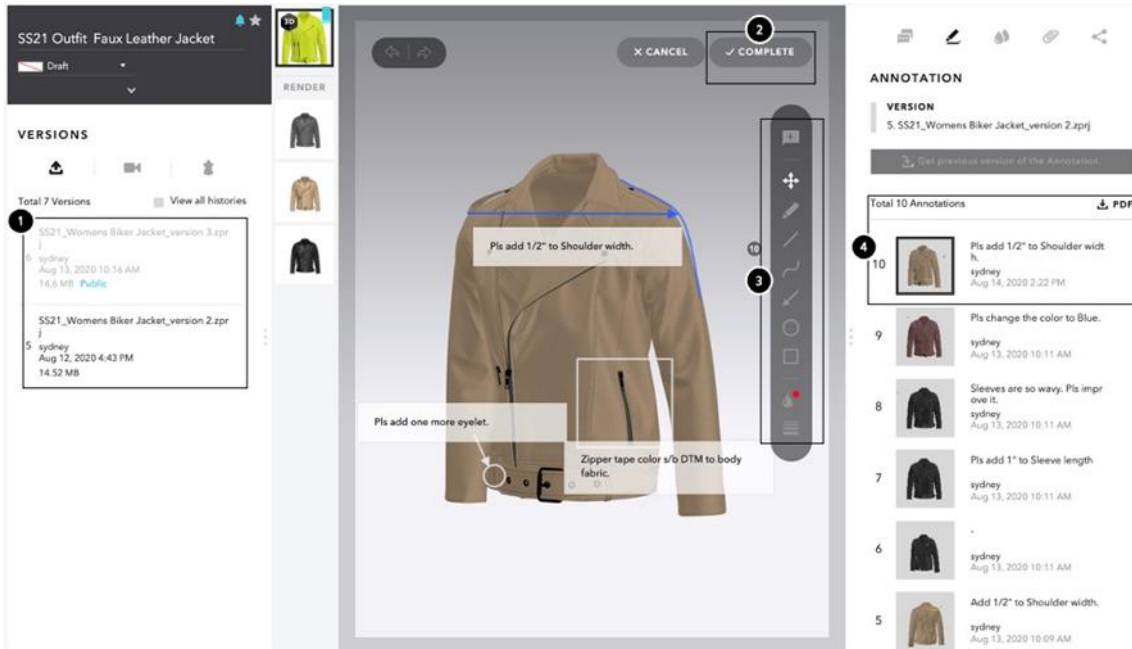 SS21 Outfit Faux Leather Jacket
Draft
VERSIONS
Total 7 Versions
View all histories
1
SS21_Womens Biker Jacket_version 3.zpr
j
6
sydney
Aug 13, 2020 10:16 AM
14.6 MB Public
SS21_Womens Biker Jacket_version 2.zpr
j
5
sydney
Aug 12, 2020 4:43 PM
14.52 MB
3D
RENDER
2
× CANCEL
✓ COMPLETE
Pls add 1/2" to Shoulder width.
10
3
Pls add one more eyelet.
Zipper tape color s/b DTM to body
fabric.
ANNOTATION
VERSION
5. SS21_Womens Biker Jacket_version 2.zprj
Get previous version of the Annotation.
Total 10 Annotations
PDF
4
10
Pls add 1/2" to Shoulder widt
h.
sydney
Aug 14, 2020 2:22 PM
9
Pls change the color to Blue.
sydney
Aug 13, 2020 10:11 AM
8
Sleeves are so wavy. Pls impr
ove it.
sydney
Aug 13, 2020 10:11 AM
7
Pls add 1" to Sleeve length
sydney
Aug 13, 2020 10:11 AM
6
-
sydney
Aug 13, 2020 10:11 AM
5
Add 1/2" to Shoulder width.
sydney
Aug 13, 2020 10:09 AM